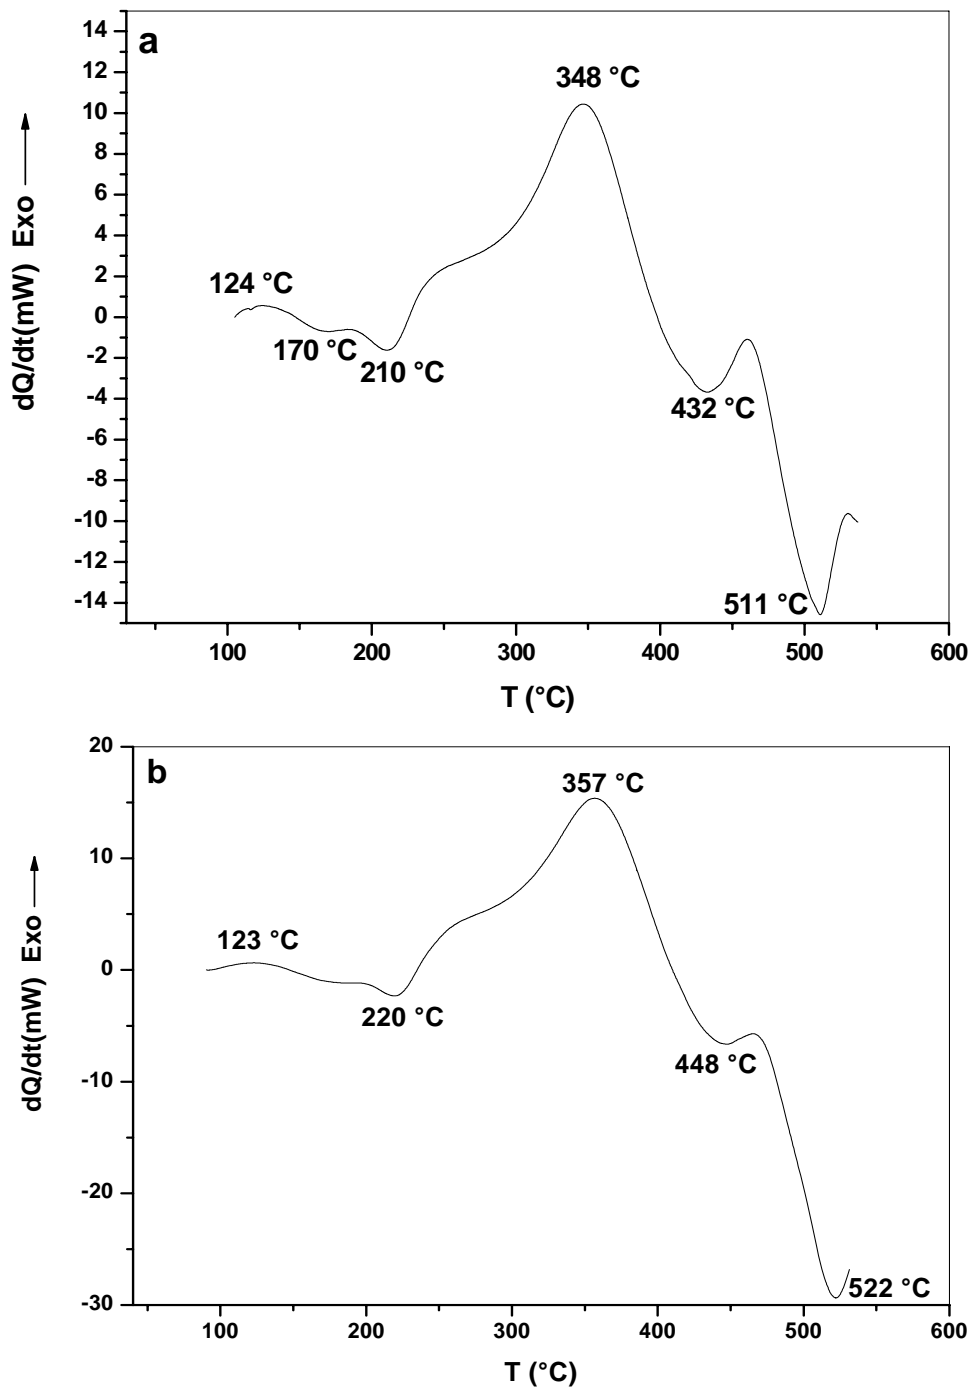 a
14
12
10
8
6
4
2
0
-2
-4
-6
-8
-10
-12
-14
dQ/dt(mW) Exo
348 °C
124 °C
170 °C
210 °C
432 °C
511 °C
100 200 300 400 500 600
T (°C)
b
20
10
0
-10
-20
-30
dQ/dt(mW) Exo
357 °C
123 °C
220 °C
448 °C
522 °C
100 200 300 400 500 600
T (°C)